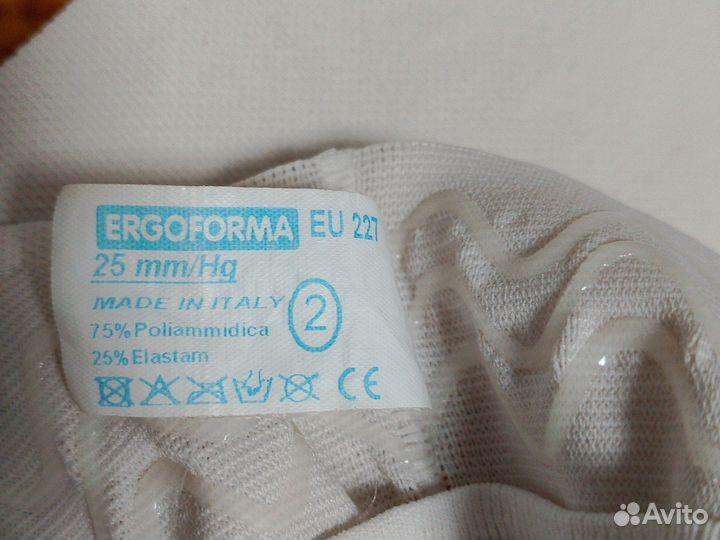 ERGOFORMA EU 227
25 mm/Hg
MADE IN ITALY 2
75% Poliammidica
25% Elastam
CE
Avito